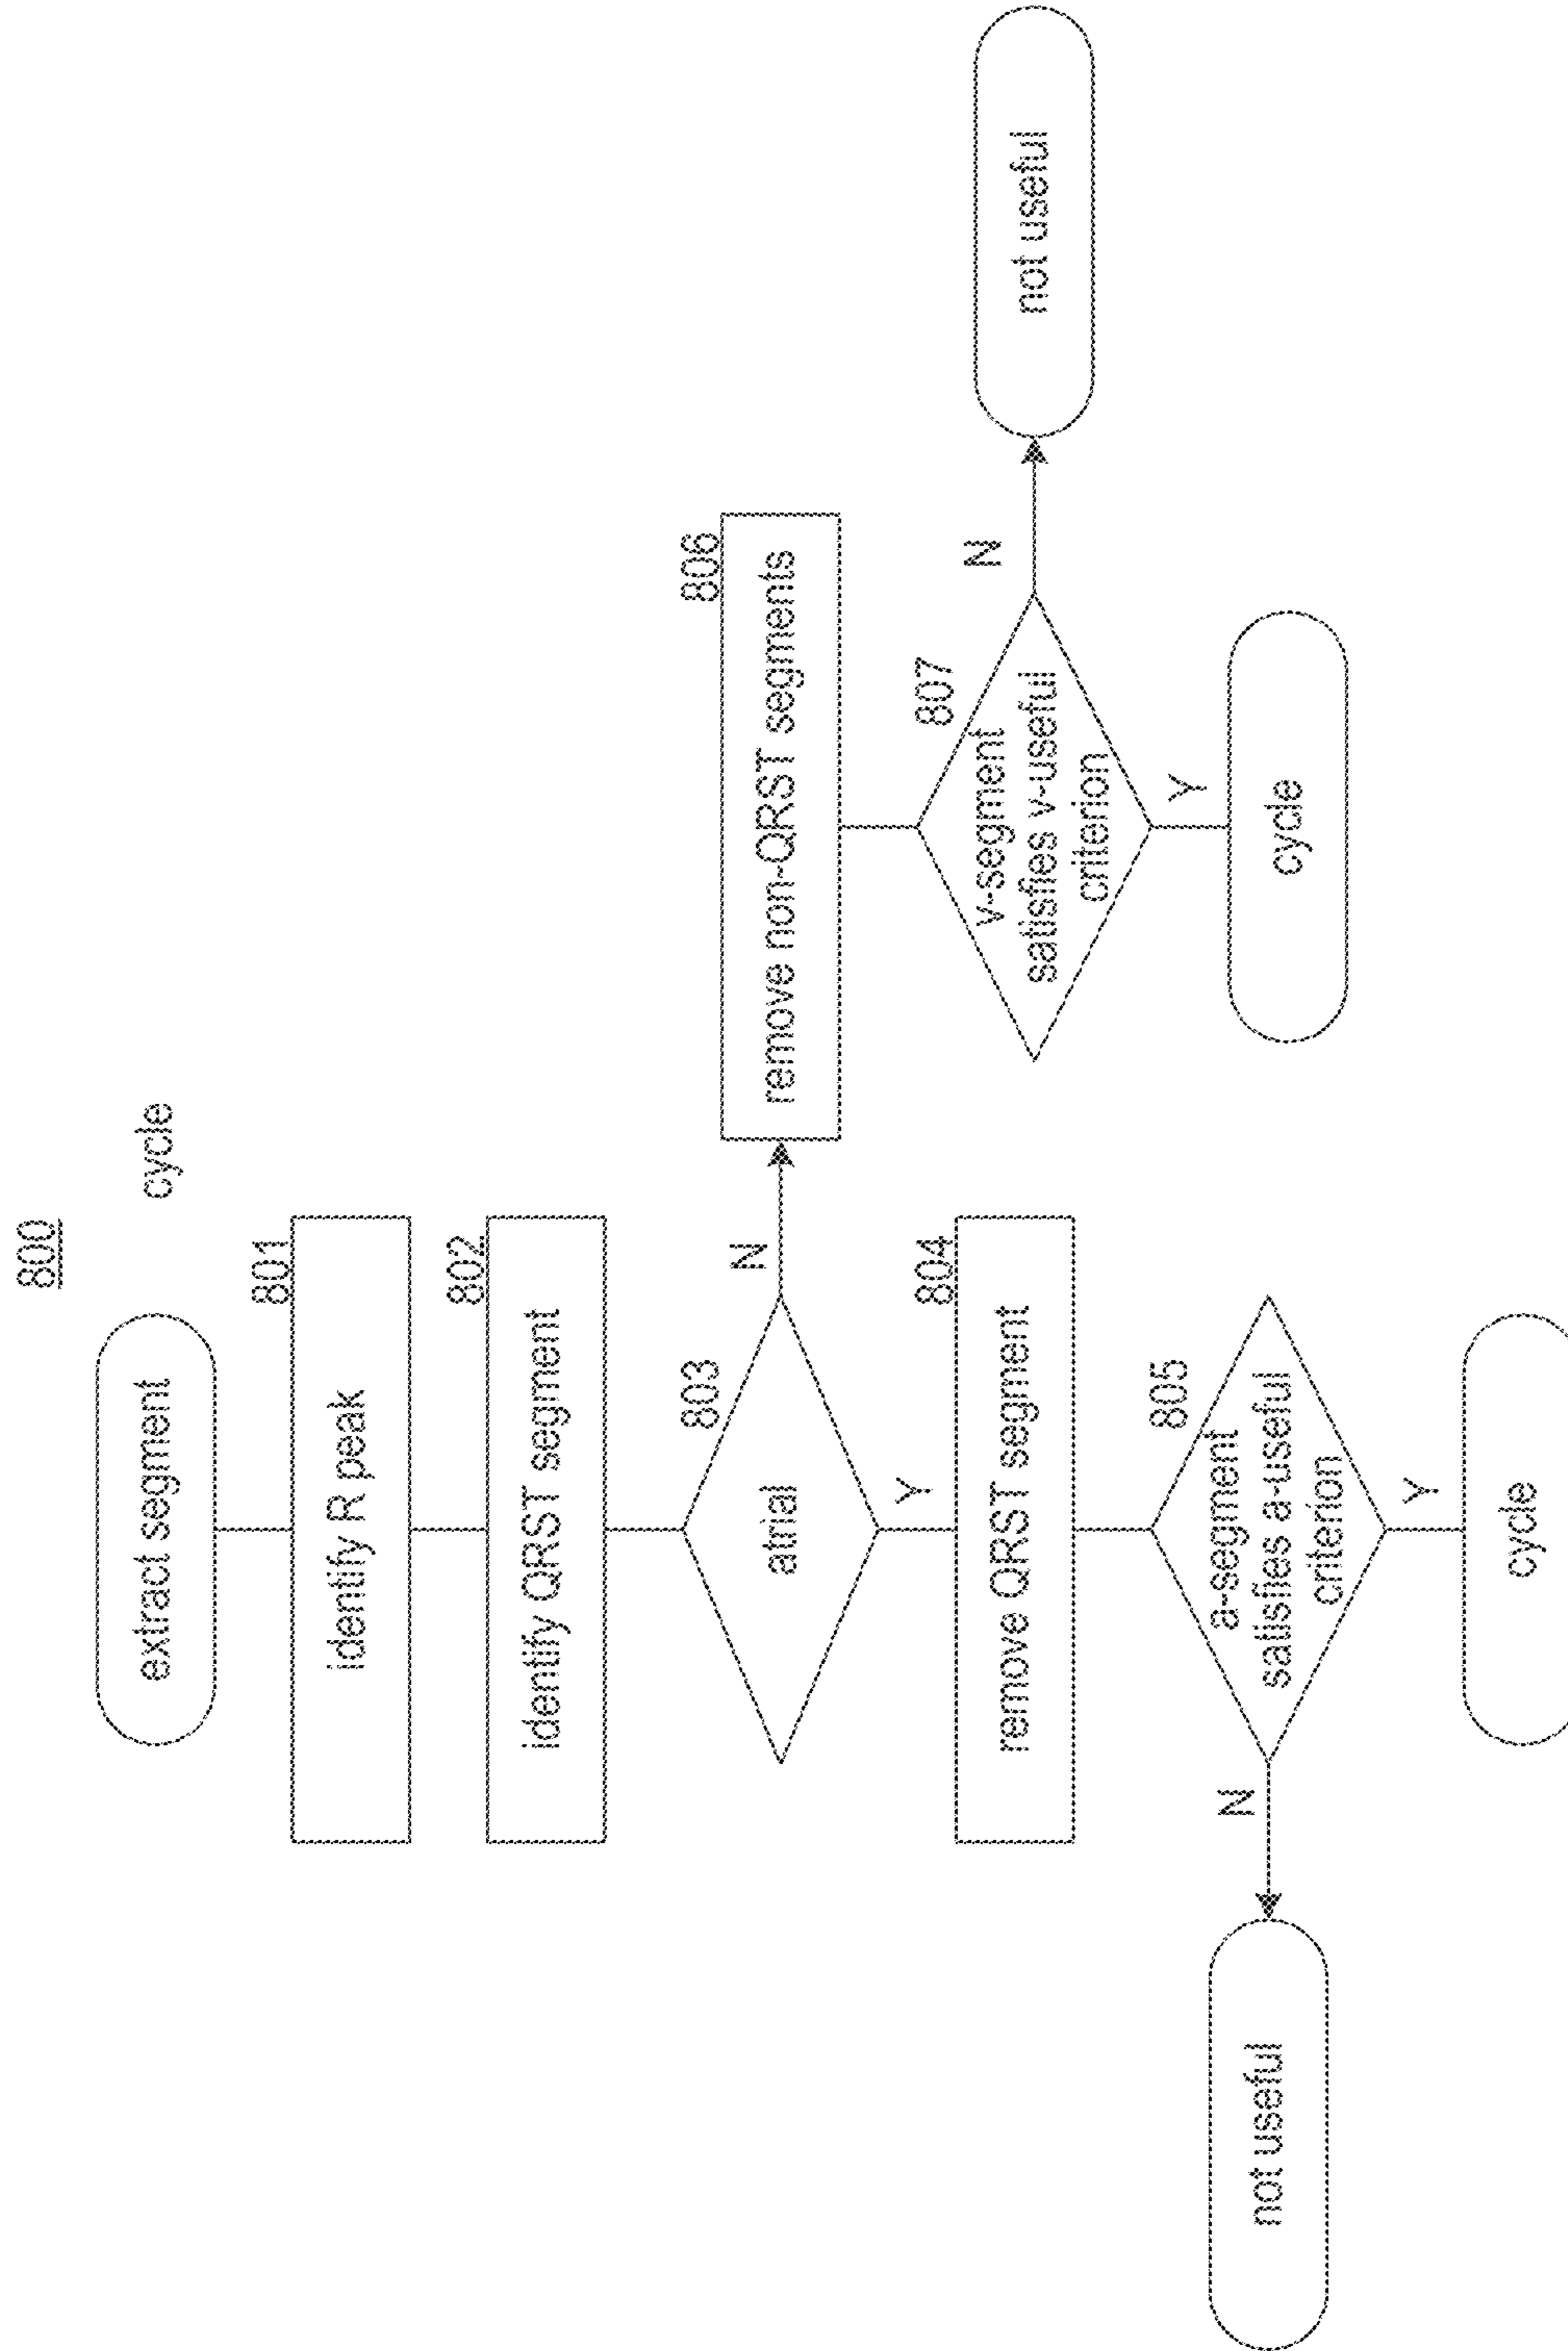 800
extract segment
cycle
801
identify R peak
802
identify QRST segment
803
atrial
N
806
remove non-QRST segments
Y
804
remove QRST segment
807
v-segment
satisfies v-useful
criterion
N
not useful
Y
cycle
805
a-segment
satisfies a-useful
criterion
N
not useful
Y
cycle